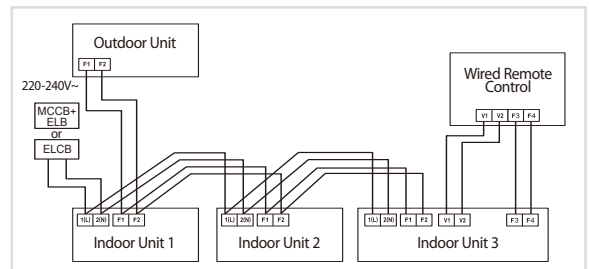 Outdoor Unit
F1 F2
220-240V~
MCCB+
ELB
or
ELCB
Wired Remote
Control
V1 V2 F3 F4
1(L) 2(N) F1 F2
Indoor Unit 1
1(L) 2(N) F1 F2
Indoor Unit 2
1(L) 2(N) F1 F2 V1 V2 F3 F4
Indoor Unit 3